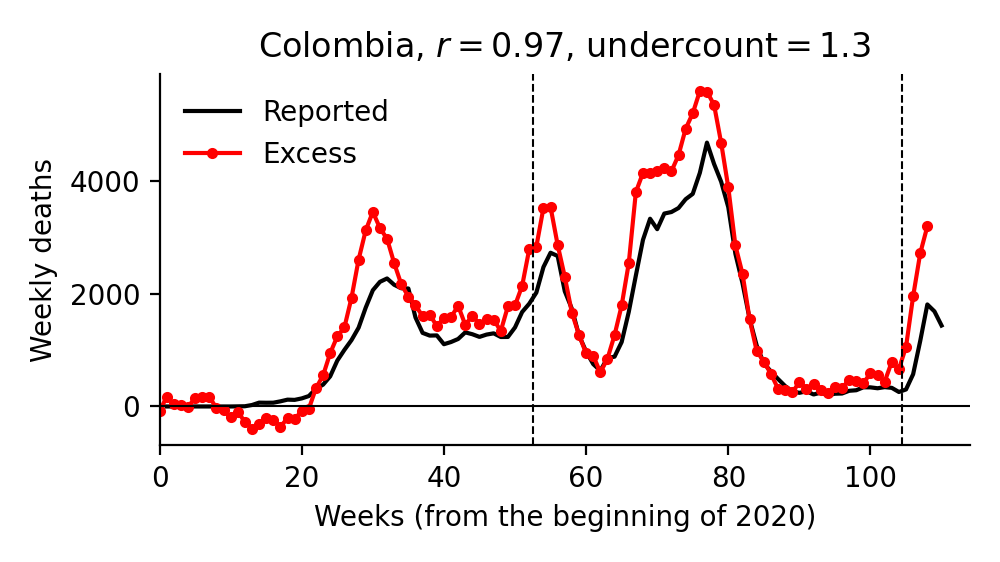 Colombia, r = 0.97, undercount = 1.3
Reported
Excess
Weekly deaths
4000
2000
0
0 20 40 60 80 100
Weeks (from the beginning of 2020)